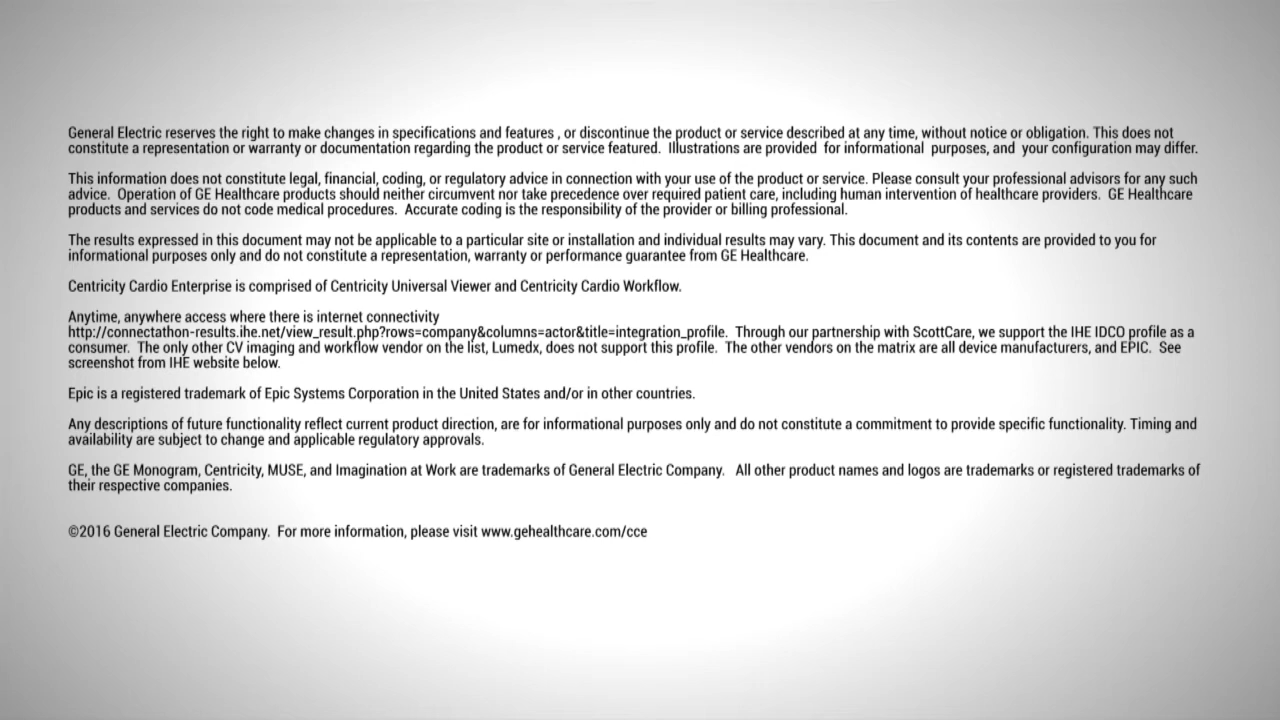 General Electric reserves the right to make changes in specifications and features , or discontinue the product or service described at any time, without notice or obligation. This does not
constitute a representation or warranty or documentation regarding the product or service featured. Illustrations are provided for informational purposes, and your configuration may differ.
This information does not constitute legal, financial, coding, or regulatory advice in connection with your use of the product or service. Please consult your professional advisors for any such
advice. Operation of GE Healthcare products should neither circumvent nor take precedence over required patient care, including human intervention of healthcare providers. GE Healthcare
products and services do not code medical procedures. Accurate coding is the responsibility of the provider or billing professional.
The results expressed in this document may not be applicable to a particular site or installation and individual results may vary. This document and its contents are provided to you for
informational purposes only and do not constitute a representation, warranty or performance guarantee from GE Healthcare.
Centricity Cardio Enterprise is comprised of Centricity Universal Viewer and Centricity Cardio Workflow.
Anytime, anywhere access where there is internet connectivity
http://connectathon-results.ihe.net/view_result.php?rows=company&columns=actor&title=integration_profile. Through our partnership with ScottCare, we support the IHE IDCO profile as a
consumer. The only other CV imaging and workflow vendor on the list, Lumedx, does not support this profile. The other vendors on the matrix are all device manufacturers, and EPIC. See
screenshot from IHE website below.
Epic is a registered trademark of Epic Systems Corporation in the United States and/or in other countries.
Any descriptions of future functionality reflect current product direction, are for informational purposes only and do not constitute a commitment to provide specific functionality. Timing and
availability are subject to change and applicable regulatory approvals.
GE, the GE Monogram, Centricity, MUSE, and Imagination at Work are trademarks of General Electric Company. All other product names and logos are trademarks or registered trademarks of
their respective companies.
©2016 General Electric Company. For more information, please visit www.gehealthcare.com/cce